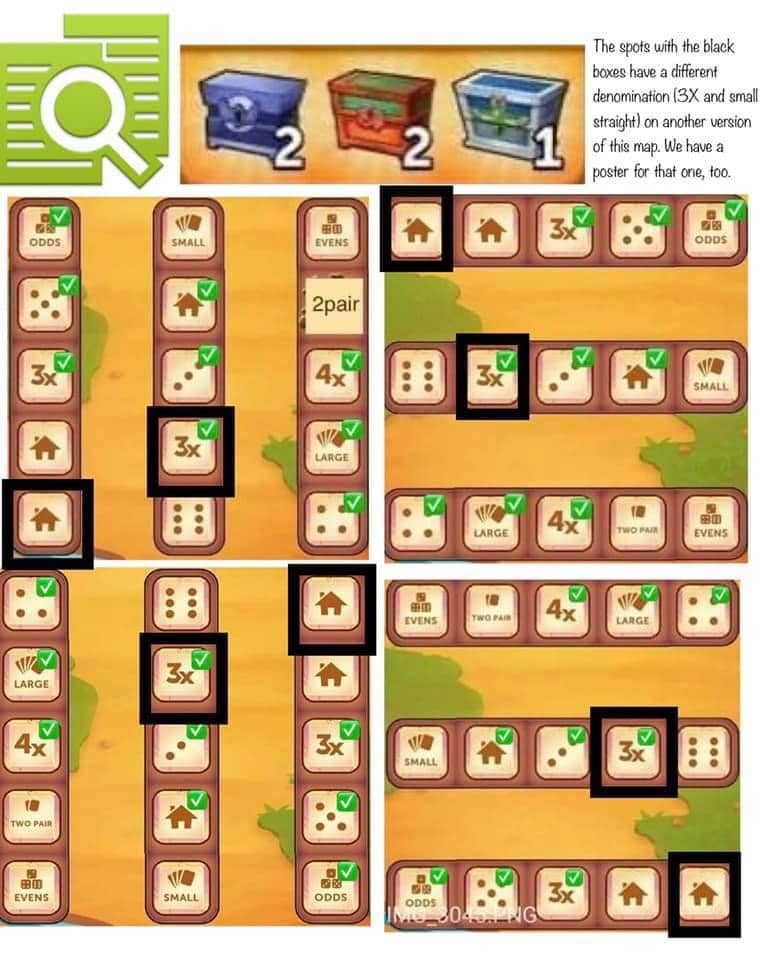 2 2 1
The spots with the black
boxes have a different
denomination (3X and small
straight) on another version
of this map. We have a
poster for that one, too.
ODDS SMALL EVENS
2pair
3x 4x
3x LARGE
3x ODDS
3x SMALL
LARGE 4x TWO PAIR EVENS
LARGE 3x
4x 3x
TWO PAIR
EVENS SMALL ODDS
EVENS TWO PAIR 4x LARGE
SMALL 3x
ODDS 3x
IMG_3045.PNG